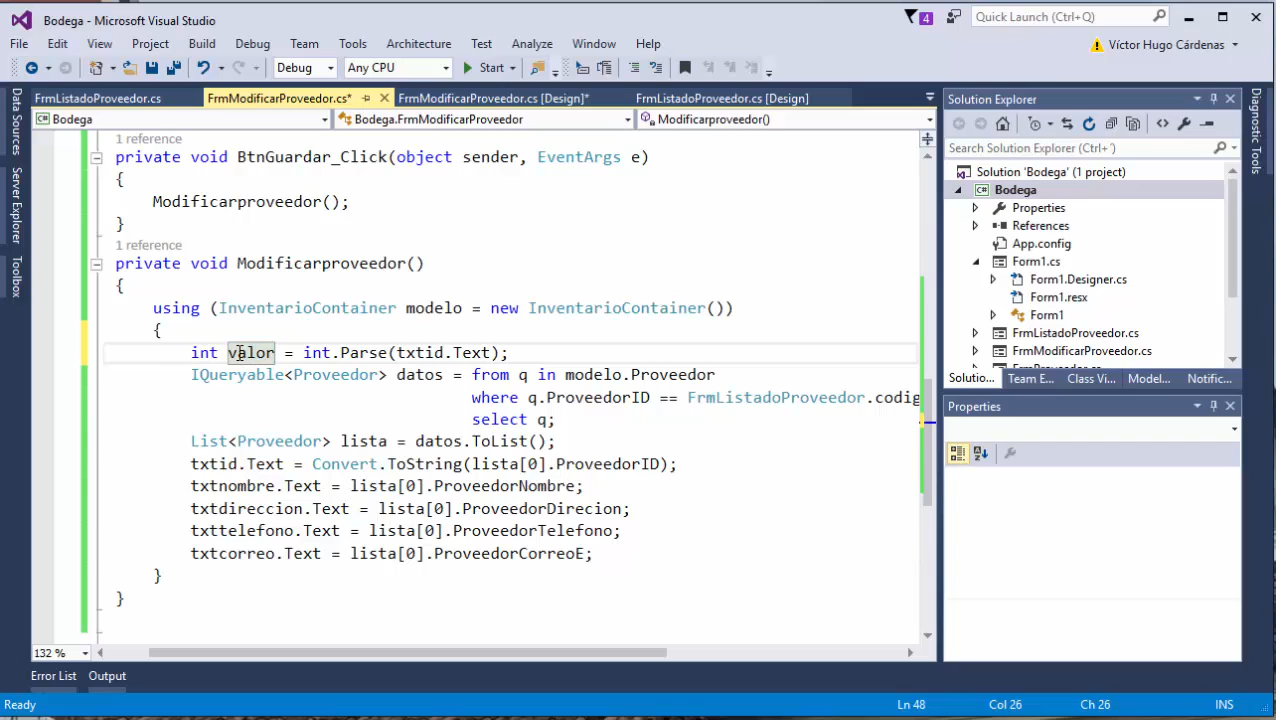 Bodega - Microsoft Visual Studio
4
Quick Launch (Ctrl+Q)
File Edit View Project Build Debug Team Tools Architecture Test Analyze Window Help
Víctor Hugo Cárdenas
Debug Any CPU Start
FrmListadoProveedor.cs FrmModificarProveedor.cs* FrmModificarProveedor.cs [Design]* FrmListadoProveedor.cs [Design]
Bodega Bodega.FrmModificarProveedor Modificarproveedor()
Data Sources
Server Explorer
Toolbox
1 reference
private void BtnGuardar_Click(object sender, EventArgs e)
{
Modificarproveedor();
}
1 reference
private void Modificarproveedor()
{
using (InventarioContainer modelo = new InventarioContainer())
{
int valor = int.Parse(txtid.Text);
IQueryable<Proveedor> datos = from q in modelo.Proveedor
where q.ProveedorID == FrmListadoProveedor.codig
select q;
List<Proveedor> lista = datos.ToList();
txtid.Text = Convert.ToString(lista[0].ProveedorID);
txtnombre.Text = lista[0].ProveedorNombre;
txtdireccion.Text = lista[0].ProveedorDirecion;
txttelefono.Text = lista[0].ProveedorTelefono;
txtcorreo.Text = lista[0].ProveedorCorreoE;
}
}
132 %
Error List Output
Ready Ln 48 Col 26 Ch 26 INS
Solution Explorer
Search Solution Explorer (Ctrl+´)
Solution 'Bodega' (1 project)
C# Bodega
Properties
References
App.config
Form1.cs
Form1.Designer.cs
Form1.resx
Form1
FrmListadoProveedor.cs
FrmModificarProveedor.cs
Solutio... Team E... Class Vi... Model... Notific...
Properties
Diagnostic Tools